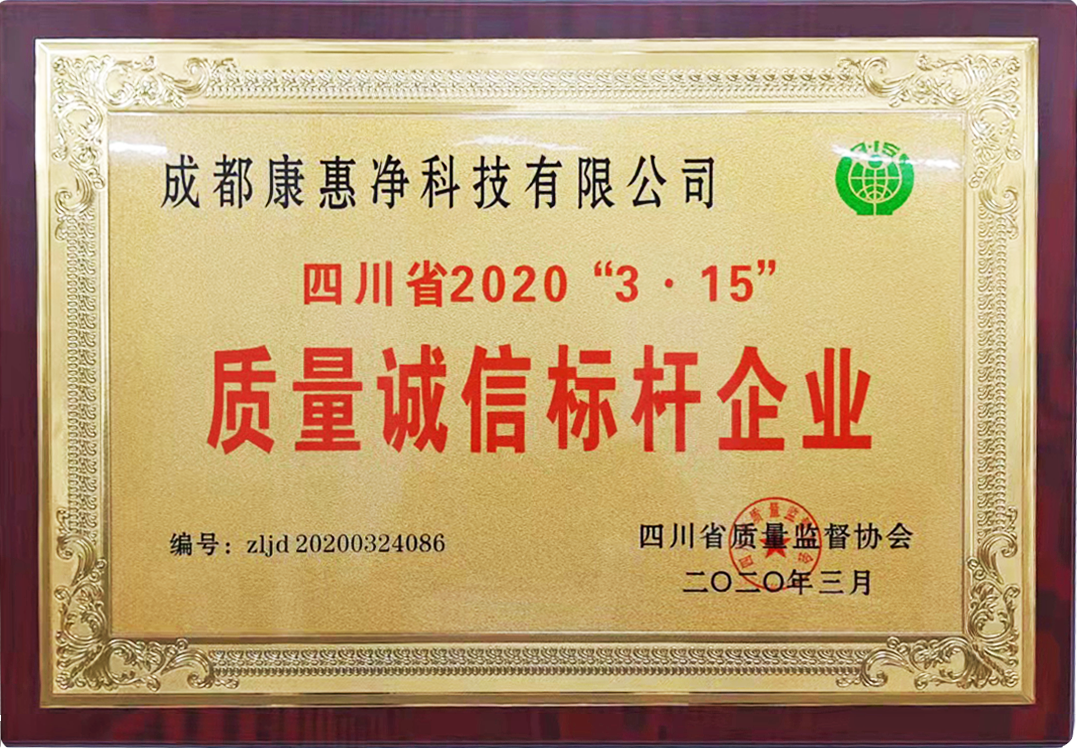 成都康惠净科技有限公司
3·15
四川省2020“3·15”
质量诚信标杆企业
编号：zljd 20200324086
四川省质量监督协会
二〇二〇年三月